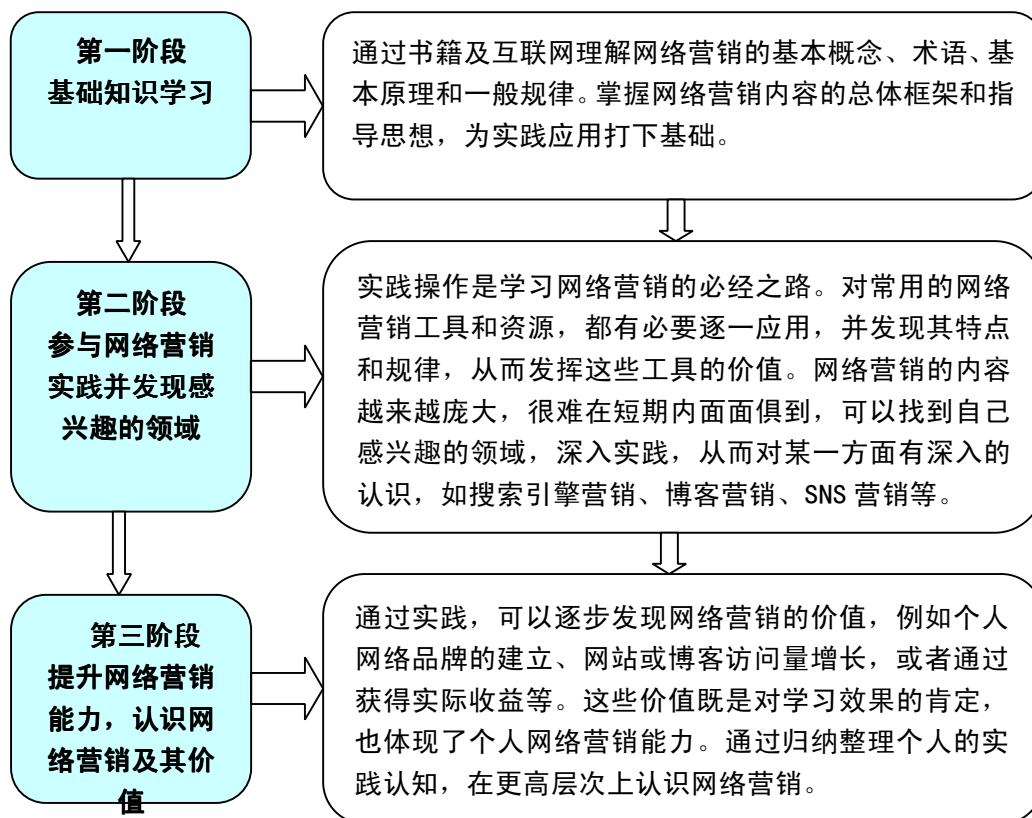 第一阶段
基础知识学习
通过书籍及互联网理解网络营销的基本概念、术语、基
本原理和一般规律。掌握网络营销内容的总体框架和指
导思想，为实践应用打下基础。
第二阶段
参与网络营销
实践并发现感
兴趣的领域
实践操作是学习网络营销的必经之路。对常用的网络
营销工具和资源，都有必要逐一应用，并发现其特点
和规律，从而发挥这些工具的价值。网络营销的内容
越来越庞大，很难在短期内面面俱到，可以找到自己
感兴趣的领域，深入实践，从而对某一方面有深入的
认识，如搜索引擎营销、博客营销、SNS 营销等。
第三阶段
提升网络营销
能力，认识网
络营销及其价
值
通过实践，可以逐步发现网络营销的价值，例如个人
网络品牌的建立、网站或博客访问量增长，或者通过
获得实际收益等。这些价值既是对学习效果的肯定，
也体现了个人网络营销能力。通过归纳整理个人的实
践认知，在更高层次上认识网络营销。